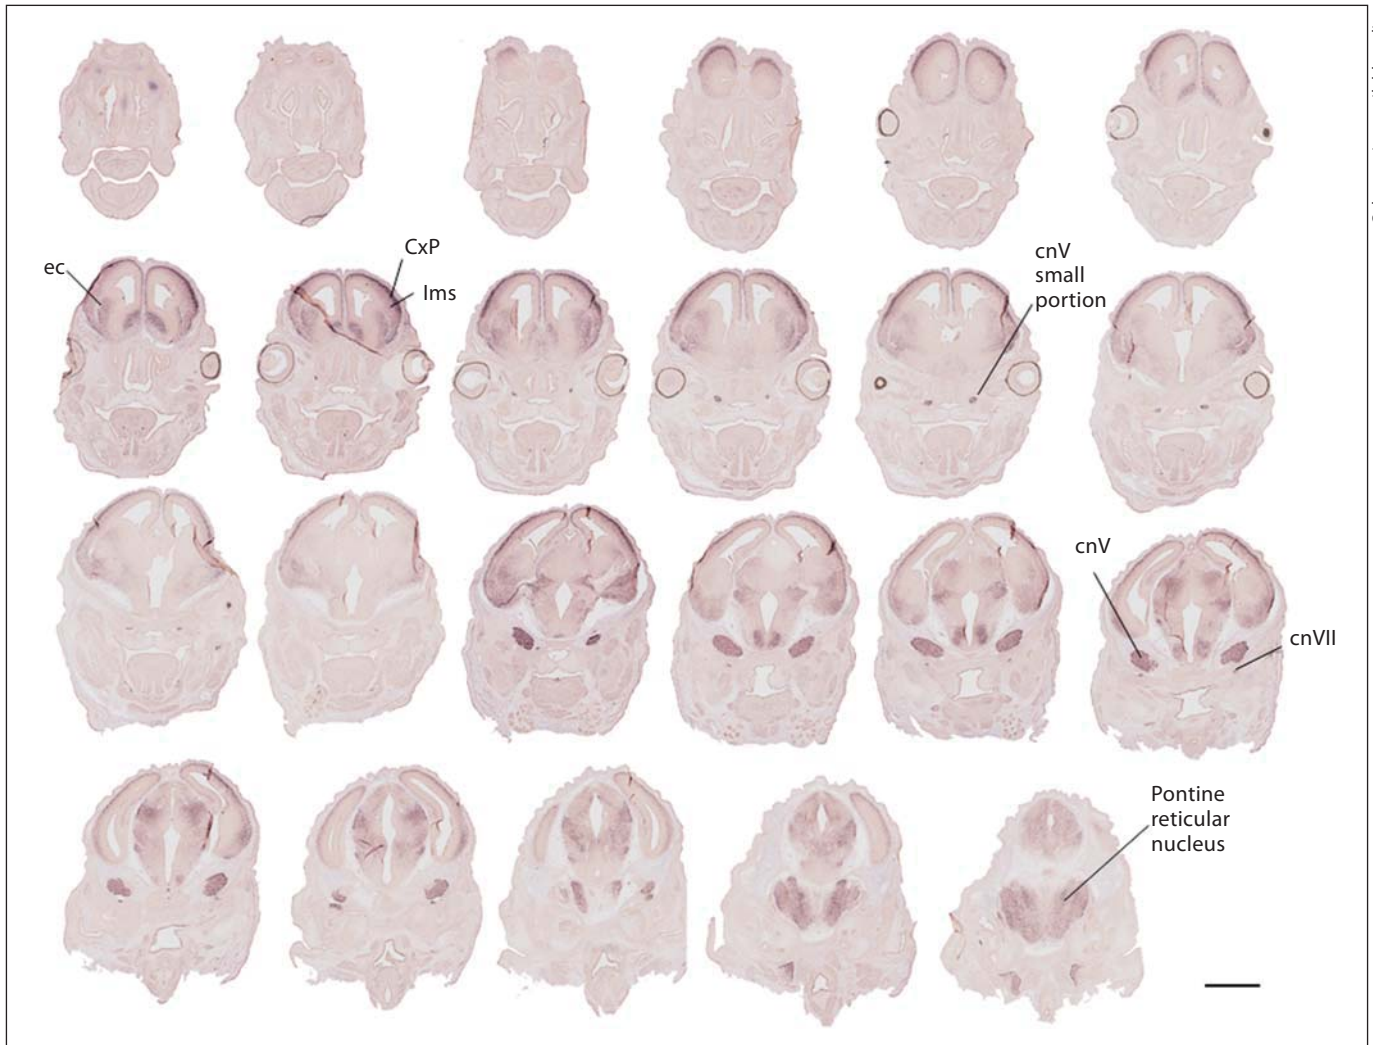 ec
CxP
Ims
cnV
small
portion
cnV
cnVII
Pontine
reticular
nucleus